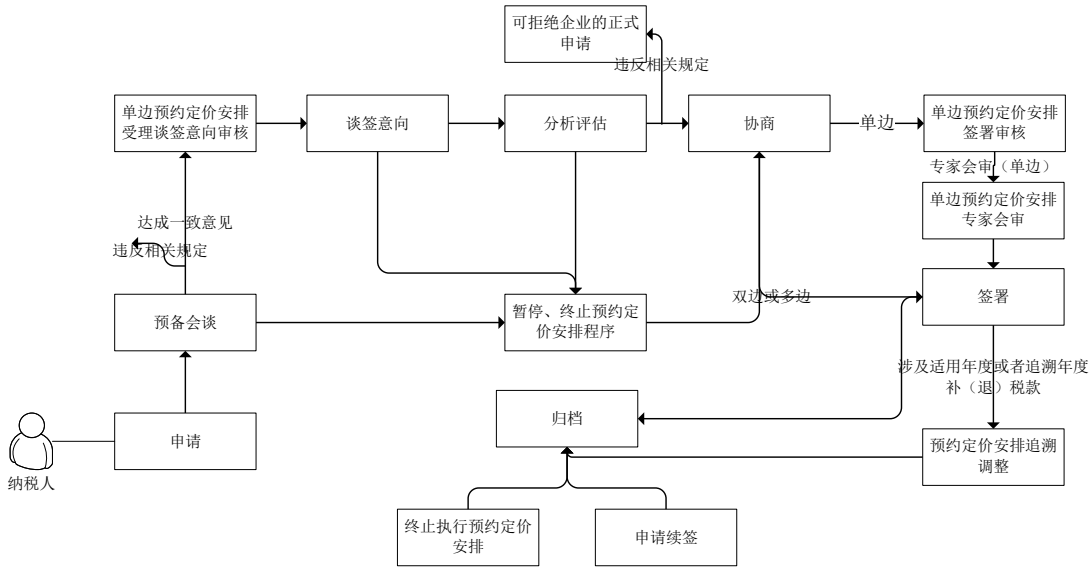 可拒绝企业的正式
申请
违反相关规定
单边预约定价安排
受理谈签意向审核
谈签意向
分析评估
协商
单边
单边预约定价安排
签署审核
专家会审（单边）
单边预约定价安排
专家会审
达成一致意见
违反相关规定
预备会谈
暂停、终止预约定
价安排程序
双边或多边
签署
涉及适用年度或者追溯年度
补（退）税款
纳税人
申请
归档
预约定价安排追溯
调整
终止执行预约定价
安排
申请续签